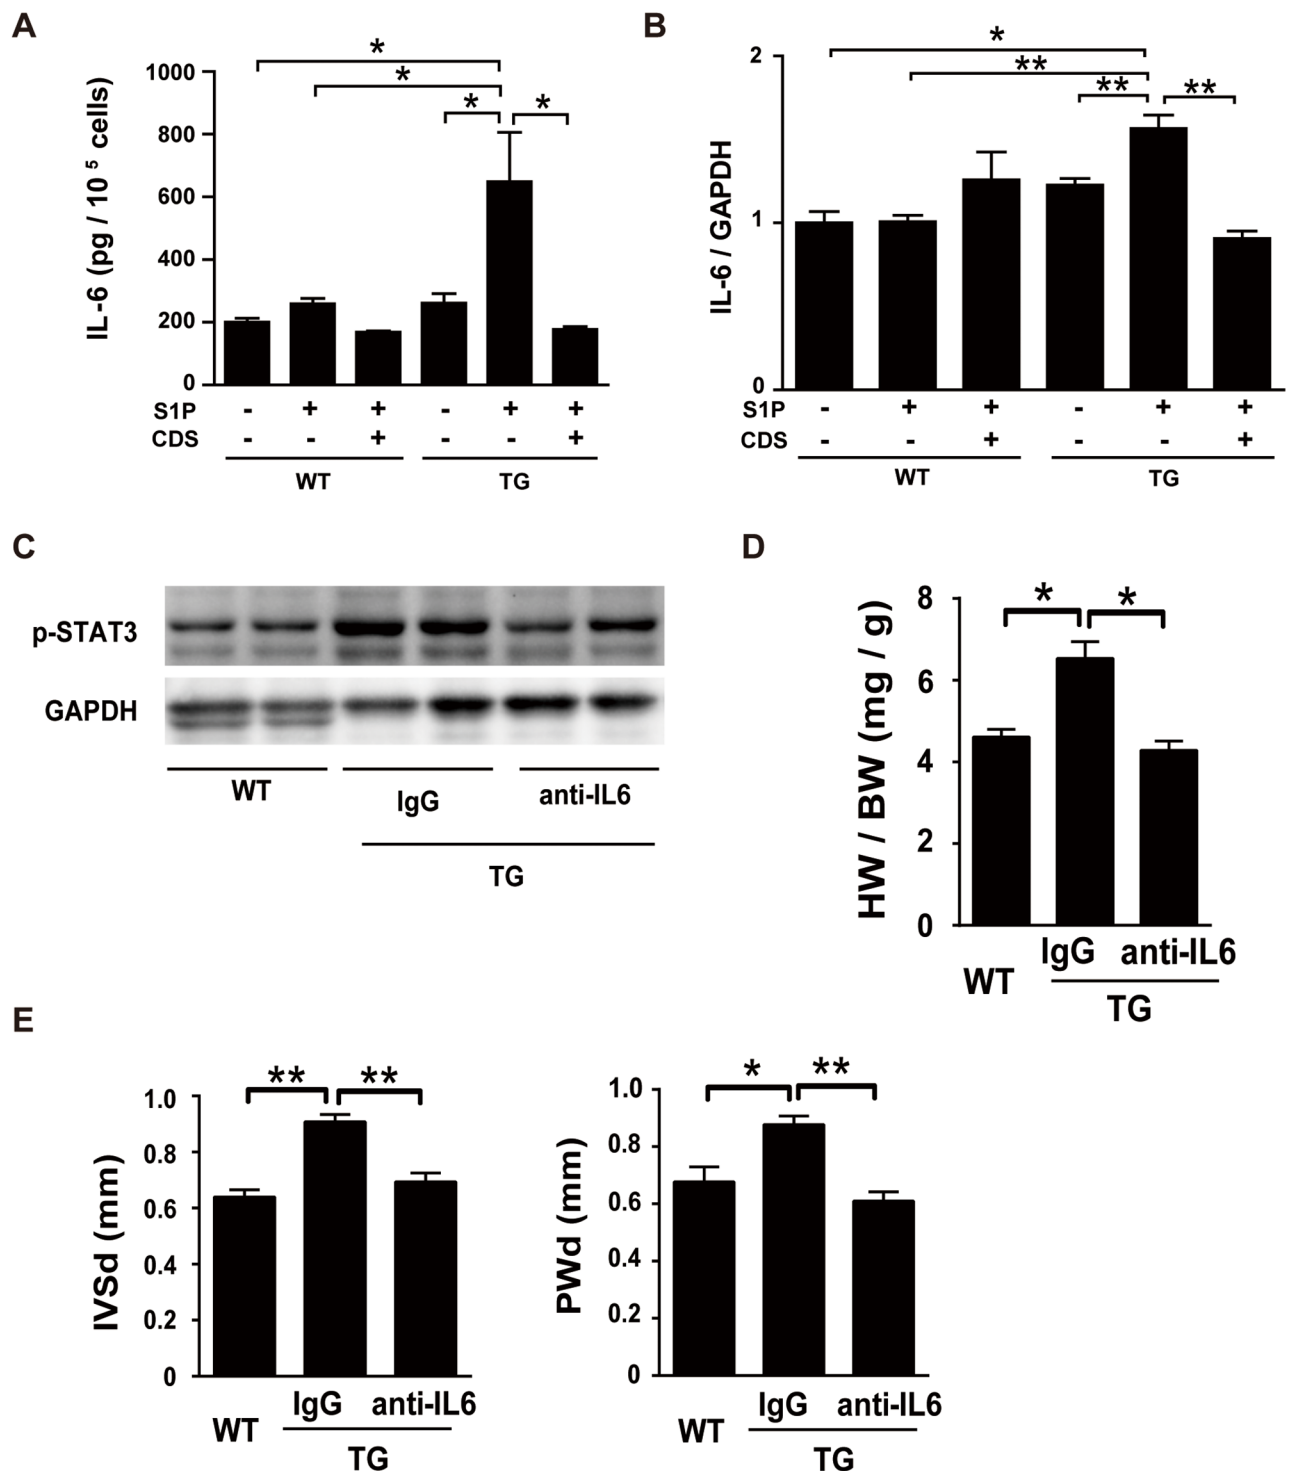 A
*
*
*
*
IL-6 (pg / 10 5 cells)
1000
800
600
400
200
0
S1P - + + - + +
CDS - - + - - +
WT TG
B
*
**
**
**
IL-6 / GAPDH
2
1
0
S1P - + + - + +
CDS - - + - - +
WT TG
C
p-STAT3
GAPDH
WT IgG anti-IL6
TG
D
* *
HW / BW (mg / g)
8
6
4
2
0
WT IgG anti-IL6
TG
E
** **
IVSd (mm)
1.0
0.8
0.6
0.4
0.2
0
WT IgG anti-IL6
TG
* **
PWd (mm)
1.0
0.8
0.6
0.4
0.2
0
WT IgG anti-IL6
TG